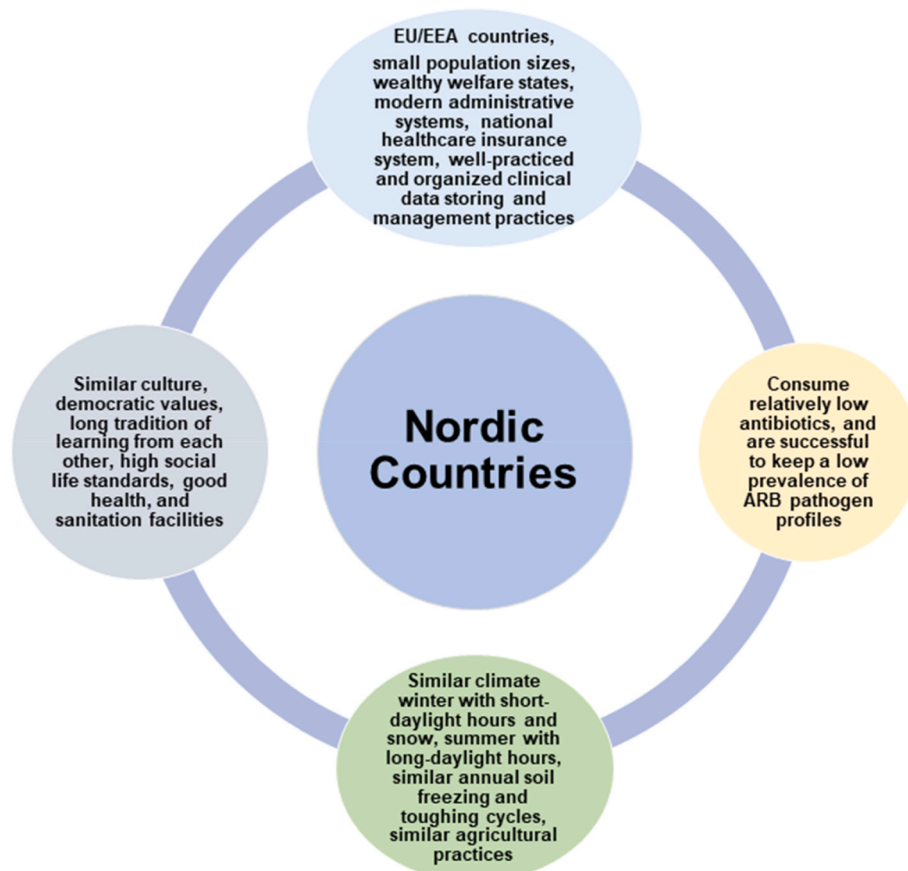 EU/EEA countries,
small population sizes,
wealthy welfare states,
modern administrative
systems, national
healthcare insurance
system, well-practiced
and organized clinical
data storing and
management practices
Similar culture,
democratic values,
long tradition of
learning from each
other, high social
life standards, good
health, and
sanitation facilities
Nordic
Countries
Consume
relatively low
antibiotics, and
are successful
to keep a low
prevalence of
ARB pathogen
profiles
Similar climate
winter with short-
daylight hours and
snow, summer with
long-daylight hours,
similar annual soil
freezing and
toughing cycles,
similar agricultural
practices